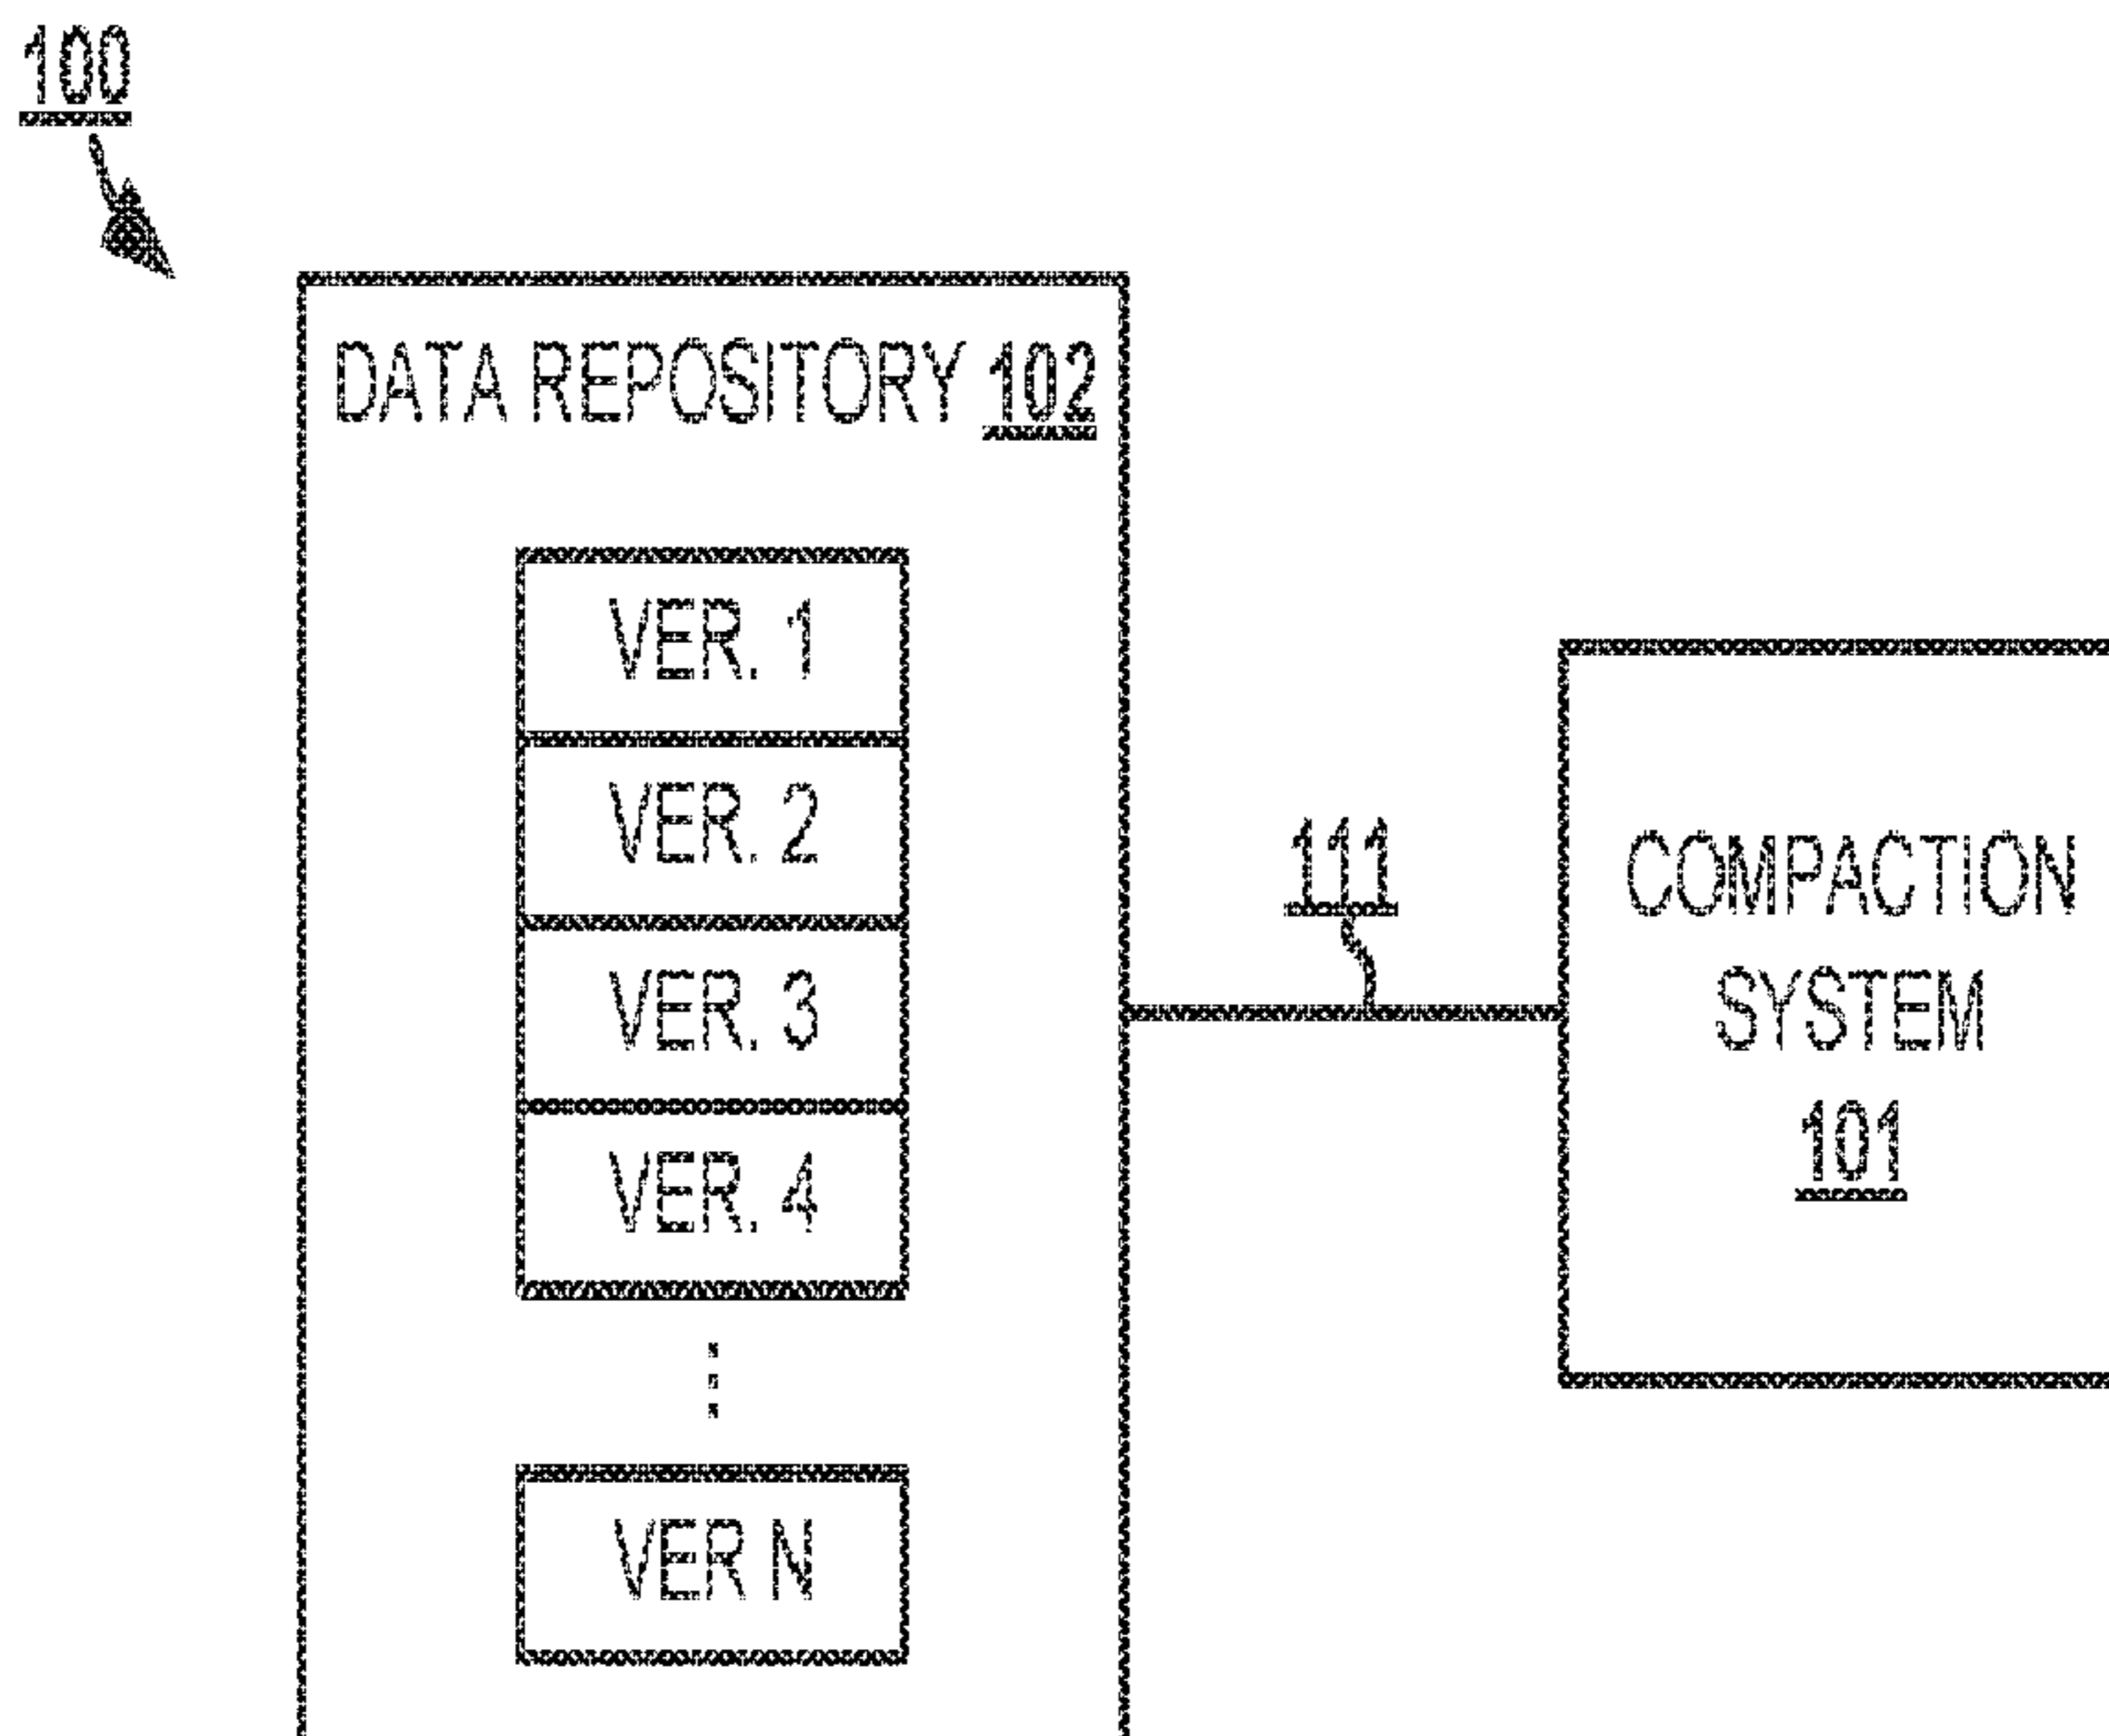 100
DATA REPOSITORY 102
VER. 1
VER. 2
VER. 3
VER. 4
VER N
111
COMPACTION
SYSTEM
101